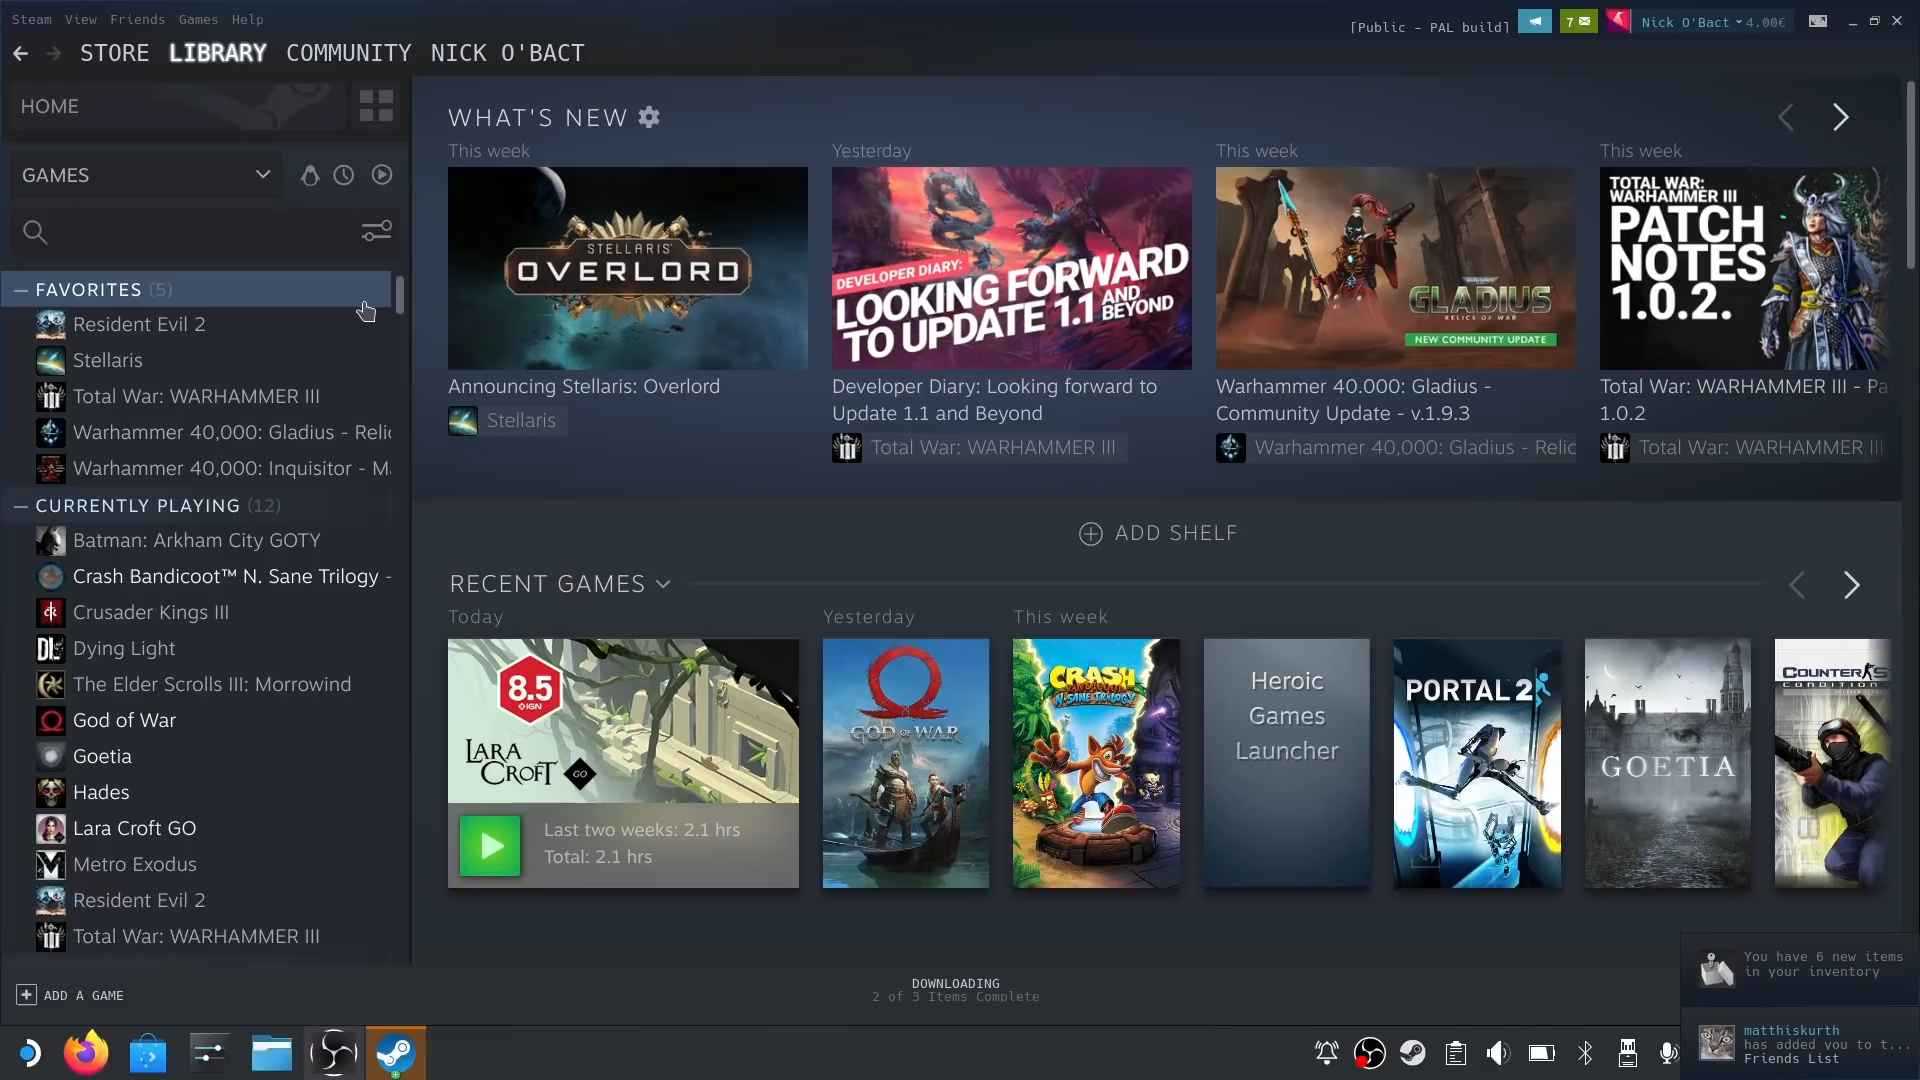 Steam View Friends Games Help
[Public – PAL build]
7
Nick O'Bact 4.00€
STORE LIBRARY COMMUNITY NICK O'BACT
HOME
GAMES
— FAVORITES (5)
Resident Evil 2
Stellaris
Total War: WARHAMMER III
Warhammer 40,000: Gladius - Relic
Warhammer 40,000: Inquisitor - Ma
— CURRENTLY PLAYING (12)
Batman: Arkham City GOTY
Crash Bandicoot™ N. Sane Trilogy -
Crusader Kings III
Dying Light
The Elder Scrolls III: Morrowind
God of War
Goetia
Hades
Lara Croft GO
Metro Exodus
Resident Evil 2
Total War: WARHAMMER III
ADD A GAME
WHAT'S NEW
This week
STELLARIS
OVERLORD
Announcing Stellaris: Overlord
Stellaris
Yesterday
DEVELOPER DIARY:
LOOKING FORWARD
TO UPDATE 1.1 AND
BEYOND
Developer Diary: Looking forward to
Update 1.1 and Beyond
Total War: WARHAMMER III
This week
WARHAMMER
GLADIUS
RELICS OF WAR
NEW COMMUNITY UPDATE
Warhammer 40.000: Gladius -
Community Update - v.1.9.3
Warhammer 40,000: Gladius - Relic
This week
TOTAL WAR:
WARHAMMER III
PATCH
NOTES
1.0.2.
Total War: WARHAMMER III - Pa
1.0.2
Total War: WARHAMMER III
ADD SHELF
RECENT GAMES
Today
8.5
IGN
LARA
CROFT GO
Last two weeks: 2.1 hrs
Total: 2.1 hrs
Yesterday
GOD OF WAR
This week
CRASH
BANDICOOT
N. SANE TRILOGY
Heroic
Games
Launcher
PORTAL 2
GOETIA
COUNTER S
CONDITION
DOWNLOADING
2 of 3 Items Complete
You have 6 new items
in your inventory
matthiskurth
has added you to t...
Friends List